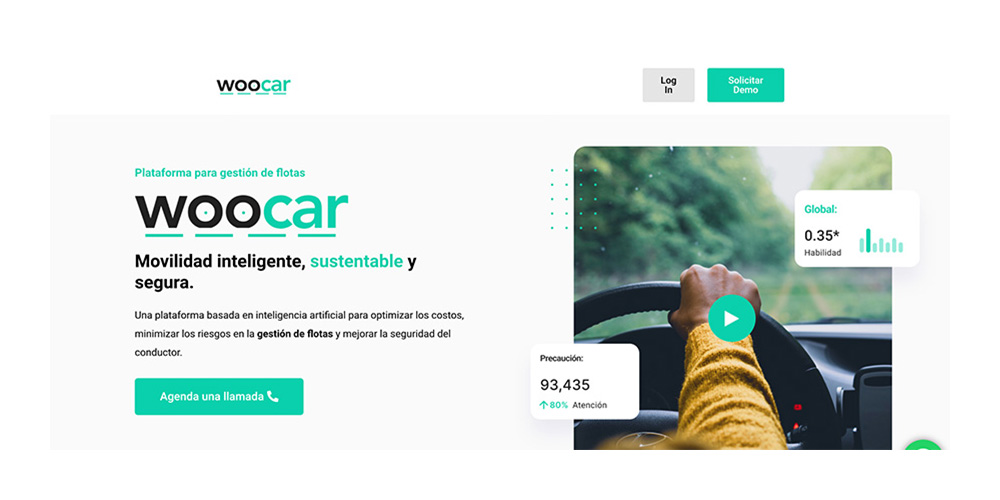 woocar
Log
In
Solicitar
Demo
Plataforma para gestión de flotas
woocar
Movilidad inteligente, sustentable y
segura.
Una plataforma basada en inteligencia artificial para optimizar los costos,
minimizar los riesgos en la gestión de flotas y mejorar la seguridad del
conductor.
Agenda una llamada
Global:
0.35*
Habilidad
Precaución:
93,435
80% Atención